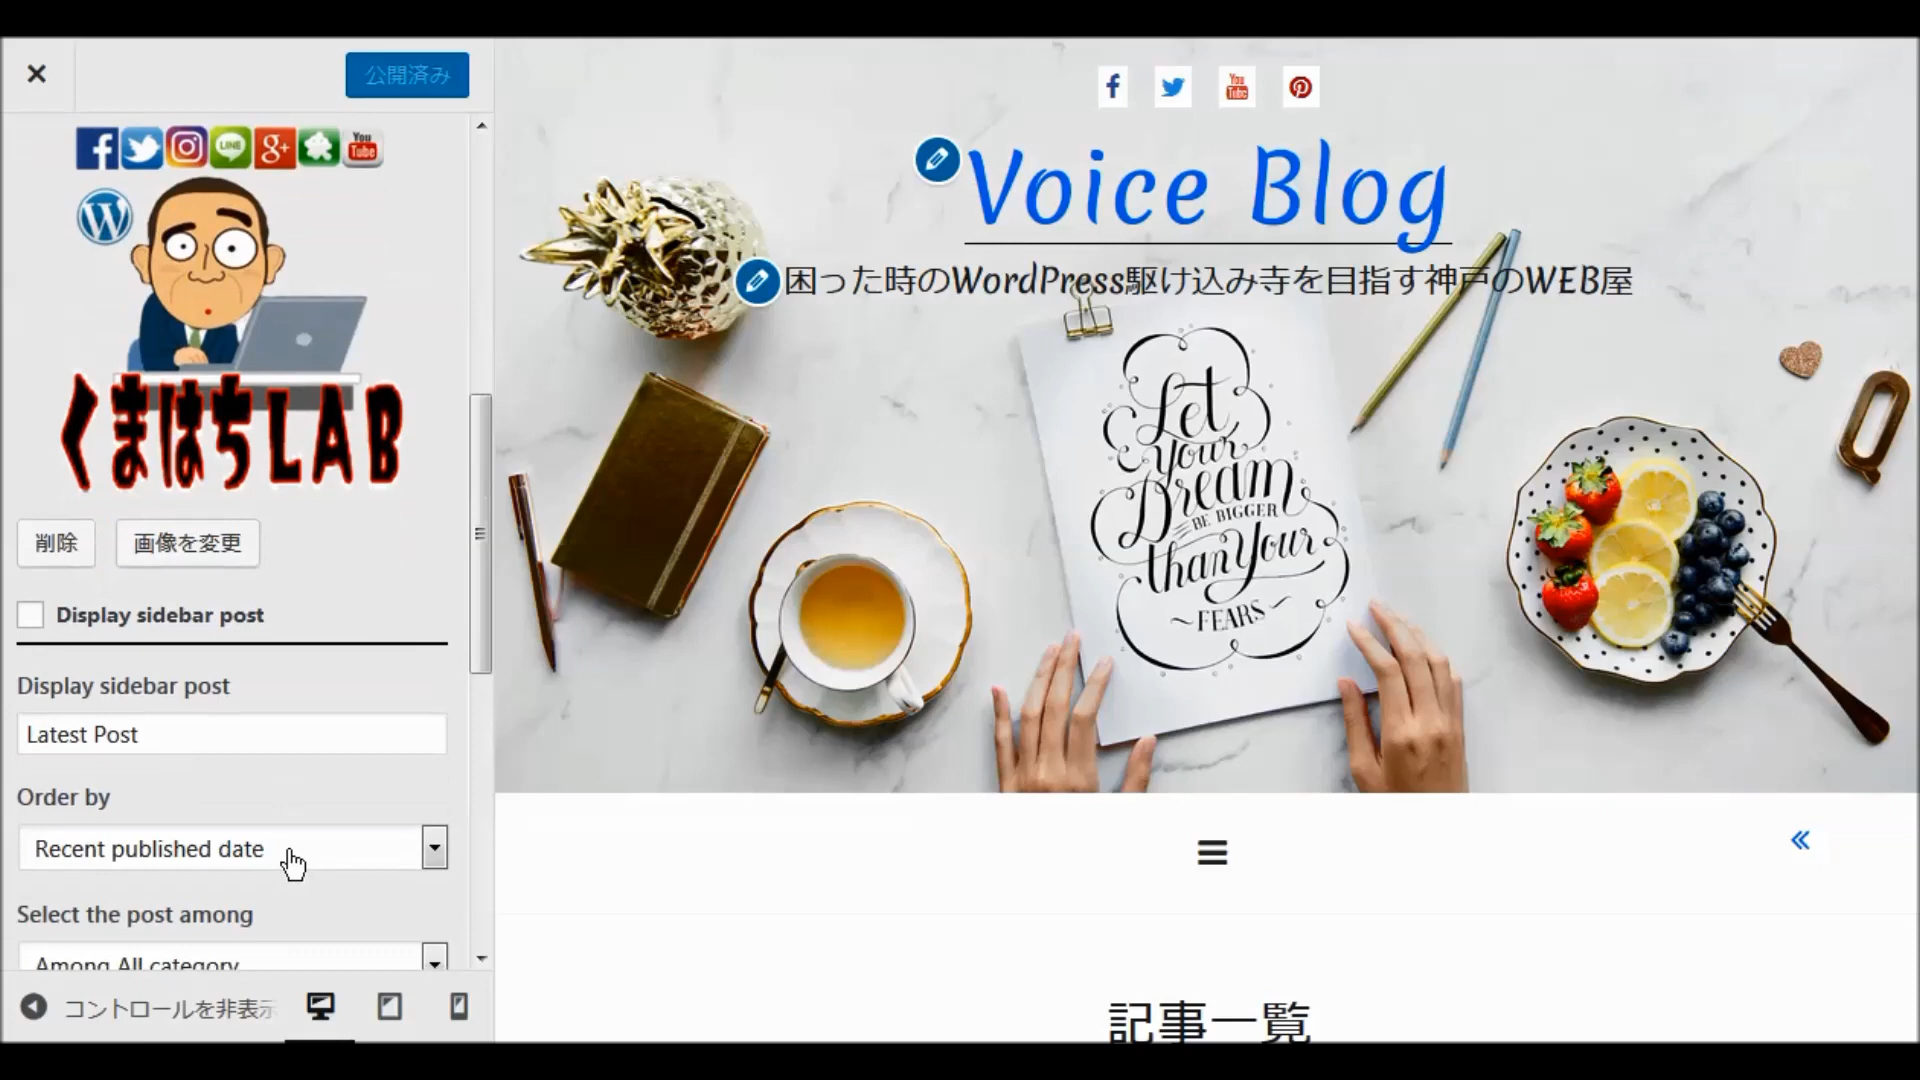 公開済み
LINE
g+
You
Tube
くまはちLAB
削除
画像を変更
Display sidebar post
Display sidebar post
Latest Post
Order by
Recent published date
Select the post among
Among All category
コントロールを非表示
You
Tube
Voice Blog
困った時のWordPress駆け込み寺を目指す神戸のWEB屋
Let
Your
Dream
BE BIGGER
than Your
~FEARS~
記事一覧